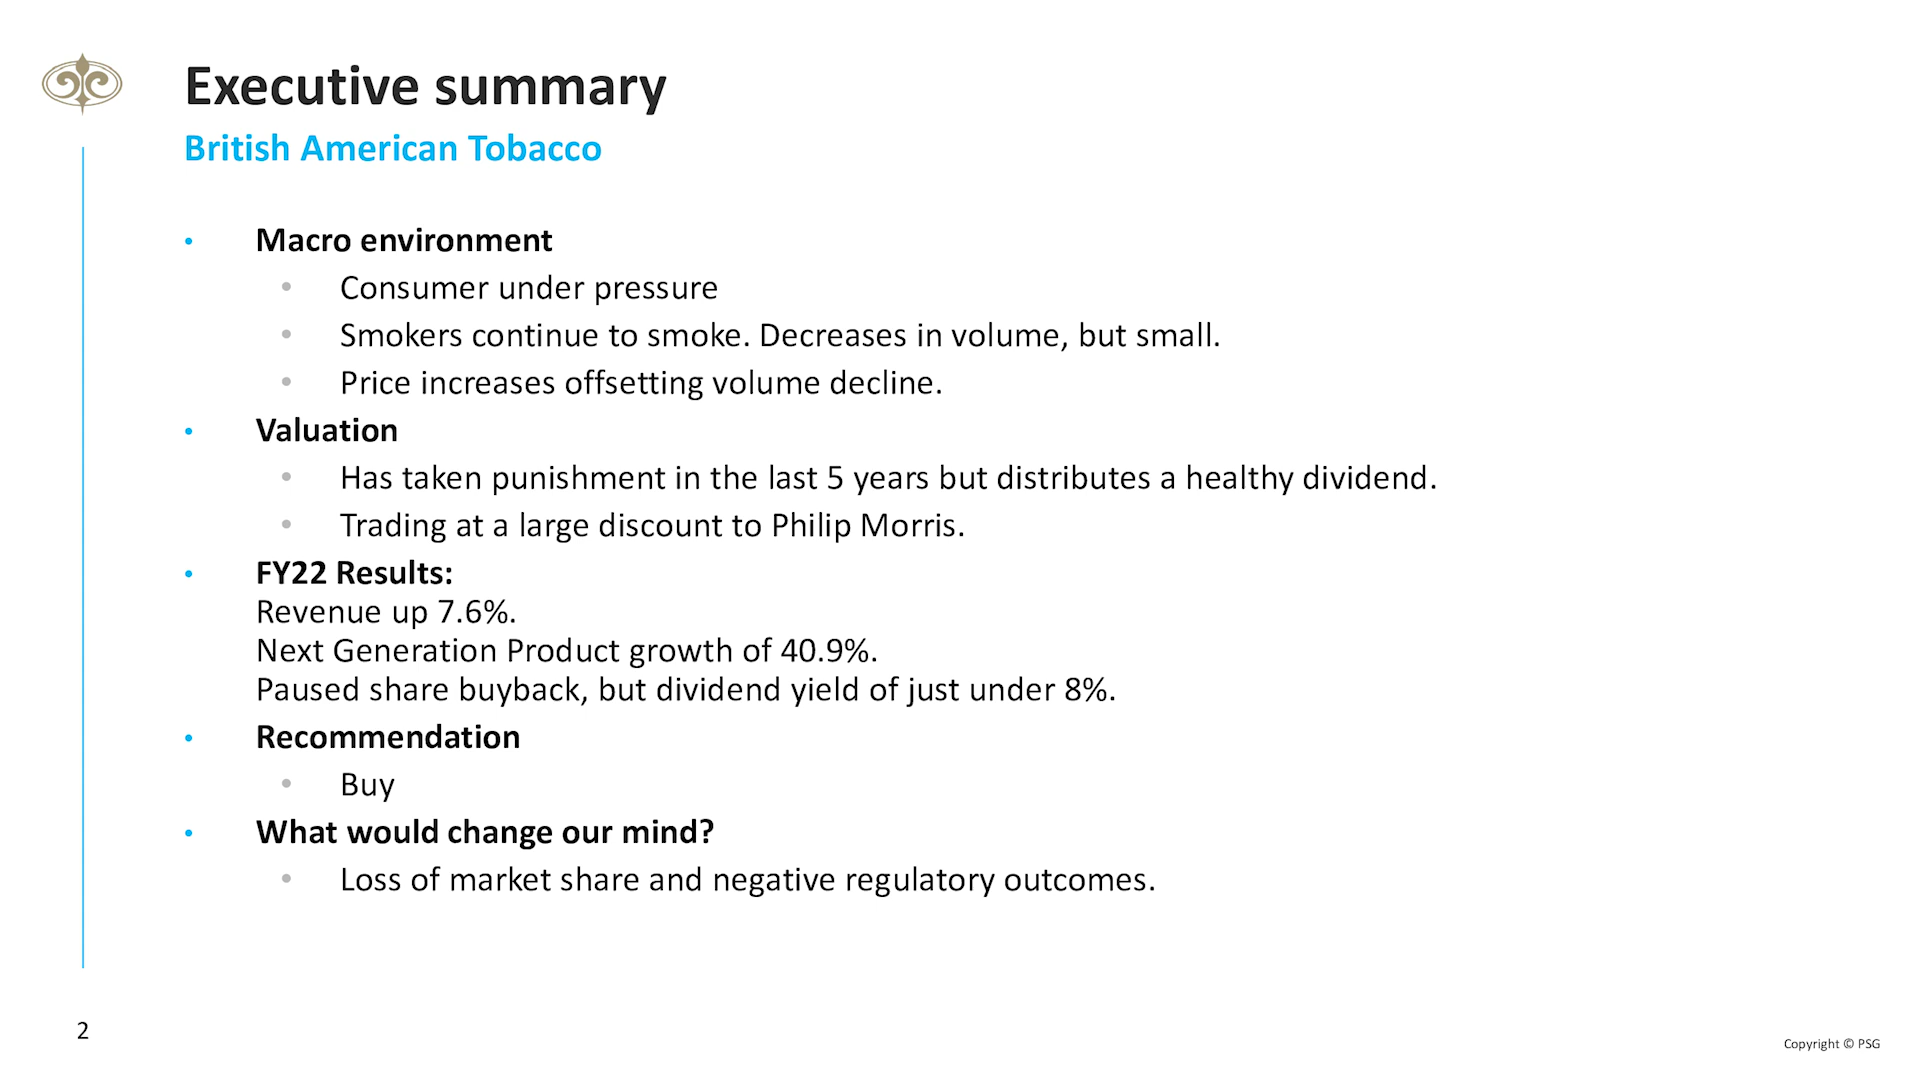 Executive summary
British American Tobacco
• Macro environment
• Consumer under pressure
• Smokers continue to smoke. Decreases in volume, but small.
• Price increases offsetting volume decline.
• Valuation
• Has taken punishment in the last 5 years but distributes a healthy dividend.
• Trading at a large discount to Philip Morris.
• FY22 Results:
Revenue up 7.6%.
Next Generation Product growth of 40.9%.
Paused share buyback, but dividend yield of just under 8%.
• Recommendation
• Buy
• What would change our mind?
• Loss of market share and negative regulatory outcomes.
2
Copyright © PSG